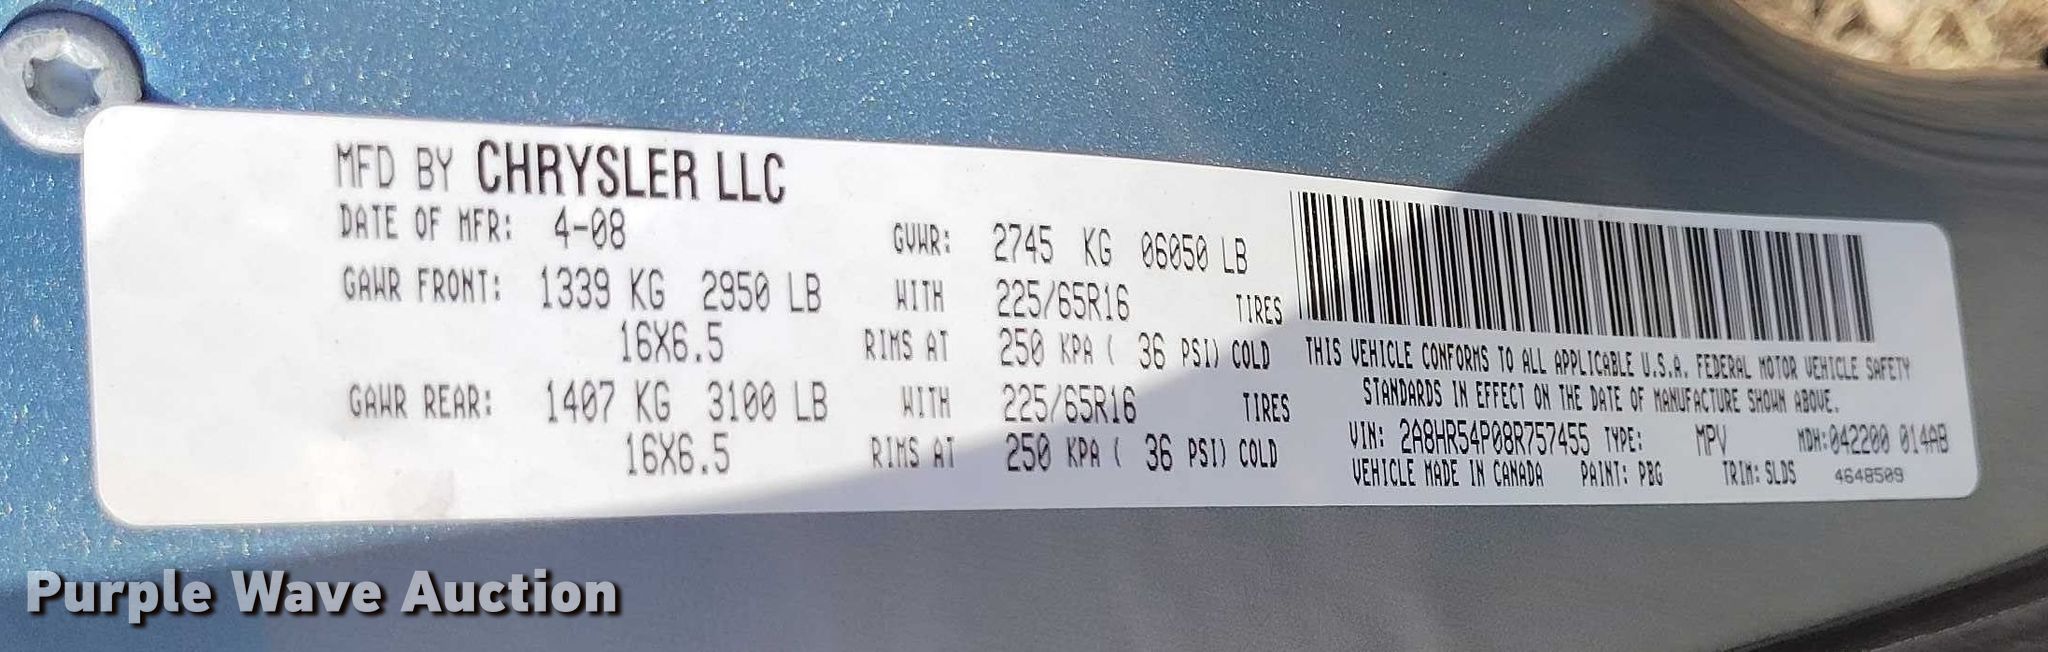 MFD BY CHRYSLER LLC
DATE OF MFR: 4-08
GVWR: 2745 KG 06050 LB
GAWR FRONT: 1339 KG 2950 LB WITH 225/65R16 TIRES
16X6.5 RIMS AT 250 KPA ( 36 PSI) COLD
GAWR REAR: 1407 KG 3100 LB WITH 225/65R16 TIRES
16X6.5 RIMS AT 250 KPA ( 36 PSI) COLD
THIS VEHICLE CONFORMS TO ALL APPLICABLE U.S.A. FEDERAL MOTOR VEHICLE SAFETY
STANDARDS IN EFFECT ON THE DATE OF MANUFACTURE SHOWN ABOVE.
VIN: 2A8HR54P08R757455 TYPE: MPV MDH:042200 014AB
VEHICLE MADE IN CANADA PAINT: PBG TRIM: SLDS 4648509
Purple Wave Auction